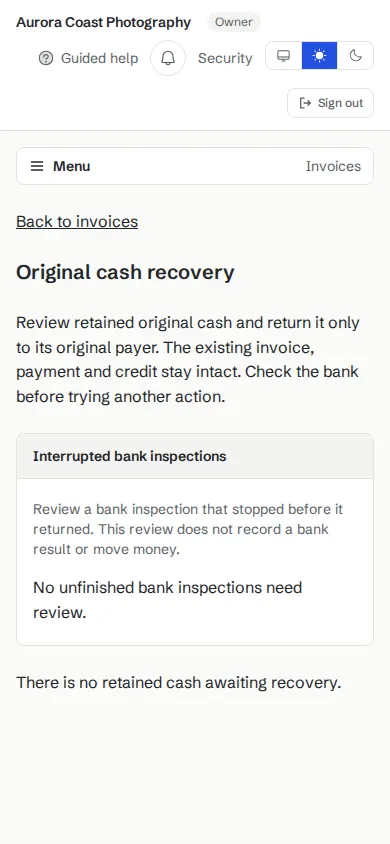 Aurora Coast Photography Owner
Guided help Security
Sign out
Menu Invoices
Back to invoices
Original cash recovery
Review retained original cash and return it only
to its original payer. The existing invoice,
payment and credit stay intact. Check the bank
before trying another action.
Interrupted bank inspections
Review a bank inspection that stopped before it
returned. This review does not record a bank
result or move money.
No unfinished bank inspections need
review.
There is no retained cash awaiting recovery.